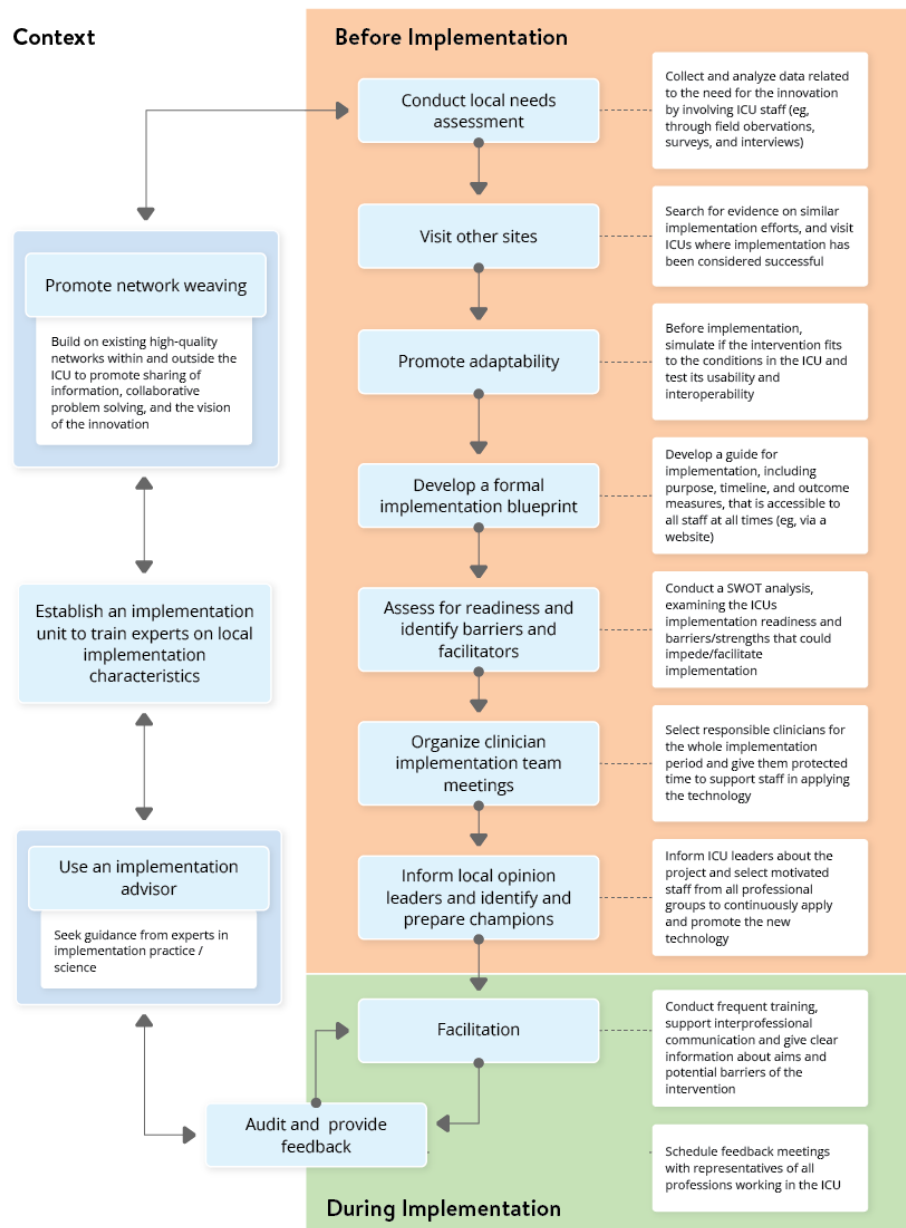 Context
Before Implementation
Conduct local needs
assessment
Collect and analyze data related
to the need for the innovation
by involving ICU staff (eg,
through field obervations,
surveys, and interviews)
Visit other sites
Search for evidence on similar
implementation efforts, and visit
ICUs where implementation has
been considered successful
Promote network weaving
Build on existing high-quality
networks within and outside the
ICU to promote sharing of
information, collaborative
problem solving, and the vision
of the innovation
Promote adaptability
Before implementation,
simulate if the intervention fits
to the conditions in the ICU and
test its usability and
interoperability
Develop a formal
implementation blueprint
Develop a guide for
implementation, including
purpose, timeline, and outcome
measures, that is accessible to
all staff at all times (eg, via a
website)
Establish an implementation
unit to train experts on local
implementation
characteristics
Assess for readiness and
identify barriers and
facilitators
Conduct a SWOT analysis,
examining the ICUs
implementation readiness and
barriers/strengths that could
impede/facilitate
implementation
Organize clinician
implementation team
meetings
Select responsible clinicians for
the whole implementation
period and give them protected
time to support staff in applying
the technology
Use an implementation
advisor
Seek guidance from experts in
implementation practice /
science
Inform local opinion
leaders and identify and
prepare champions
Inform ICU leaders about the
project and select motivated
staff from all professional
groups to continuously apply
and promote the new
technology
Facilitation
Conduct frequent training,
support interprofessional
communication and give clear
information about aims and
potential barriers of the
intervention
Audit and provide
feedback
Schedule feedback meetings
with representatives of all
professions working in the ICU
During Implementation